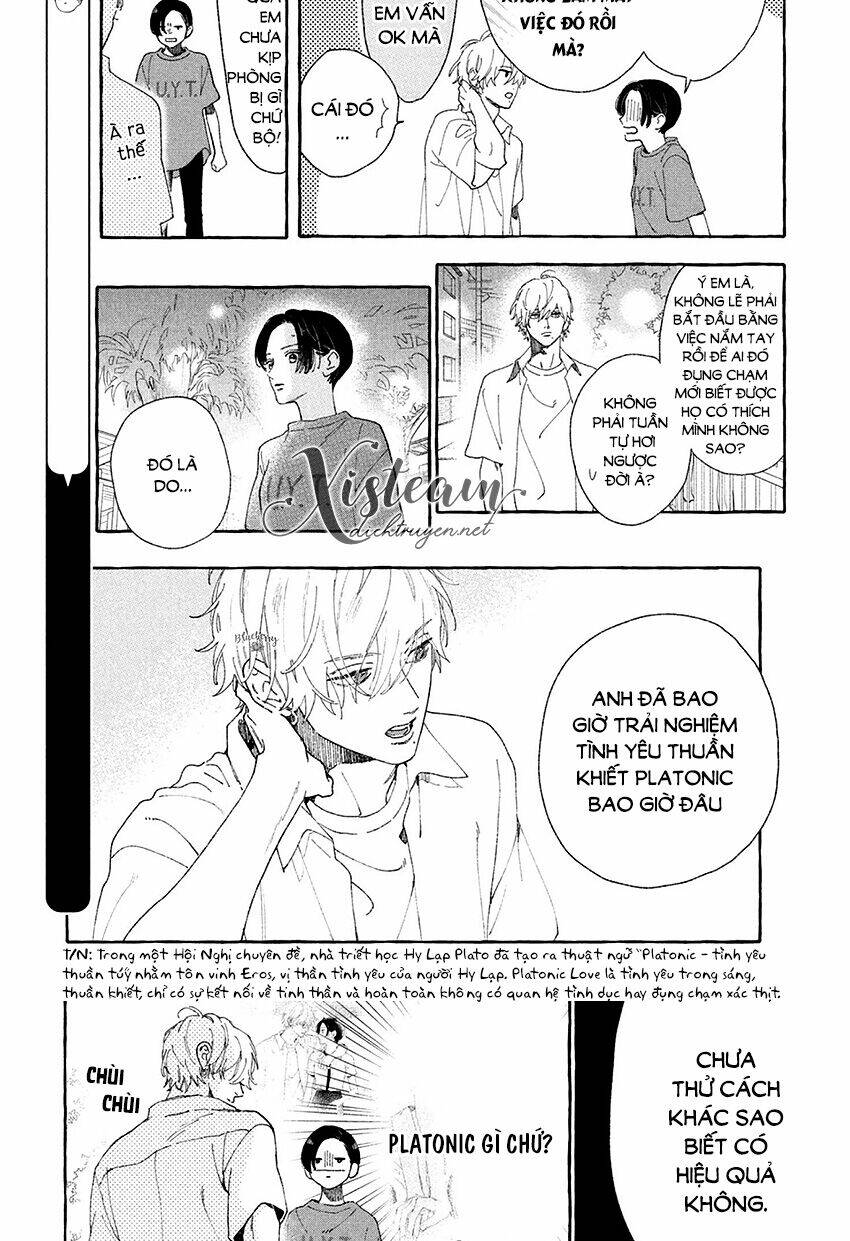 VIỆC ĐÓ RỒI
MÀ?
EM VẪN
OK MÀ
CÁI ĐÓ
...
U.Y.T.
EM
CHƯA
KỊP
PHÒNG
BỊ GÌ
CHỨ
BỘ!
U.Y.T.
À ra
thế
...
Ý EM LÀ,
KHÔNG LẼ PHẢI
BẮT ĐẦU BẰNG
VIỆC NẮM TAY
RỒI ĐỂ AI ĐÓ
ĐỤNG CHẠM
MỚI BIẾT ĐƯỢC
HỌ CÓ THÍCH
MÌNH KHÔNG
SAO?
KHÔNG
PHẢI TUẦN
TỰ HƠI
NGƯỢC
ĐỜI À?
ĐÓ LÀ
DO...
Xisteam
dichtruyen.net
Blueberry
ANH ĐÃ BAO
GIỜ TRẢI NGHIỆM
TÌNH YÊU THUẦN
KHIẾT PLATONIC
BAO GIỜ ĐÂU
T/N: Trong một Hội Nghị chuyên đề, nhà triết học Hy Lạp Plato đã tạo ra thuật ngữ "Platonic - tình yêu
thuần túy nhằm tôn vinh Eros, vị thần tình yêu của người Hy Lạp. Platonic Love là tình yêu trong sáng,
thuần khiết, chỉ có sự kết nối về tinh thần và hoàn toàn không có quan hệ tình dục hay đụng chạm xác thịt.
CHƯA
THỬ CÁCH
KHÁC SAO
BIẾT CÓ
HIỆU QUẢ
KHÔNG.
PLATONIC GÌ CHỨ?
CHÙI
CHÙI
U.Y.T.